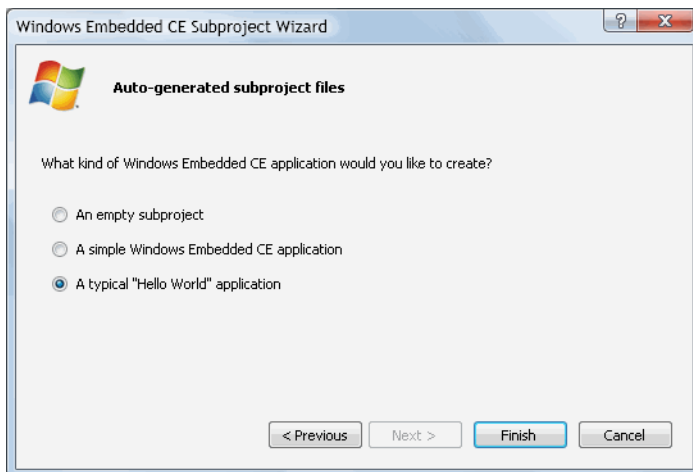 Windows Embedded CE Subproject Wizard
?
X
Auto-generated subproject files
What kind of Windows Embedded CE application would you like to create?
An empty subproject
A simple Windows Embedded CE application
A typical "Hello World" application
< Previous Next > Finish Cancel